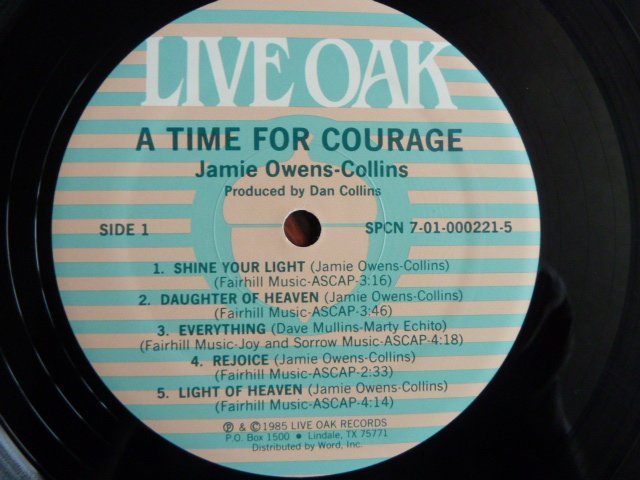 LIVE OAK
A TIME FOR COURAGE
Jamie Owens-Collins
Produced by Dan Collins
SIDE 1
SPCN 7-01-000221-5
1. SHINE YOUR LIGHT (Jamie Owens-Collins)
(Fairhill Music-ASCAP-3:16)
2. DAUGHTER OF HEAVEN (Jamie Owens-Collins)
(Fairhill Music-ASCAP-3:46)
3. EVERYTHING (Dave Mullins-Marty Echito)
(Fairhill Music-Joy and Sorrow Music-ASCAP-4:18)
4. REJOICE (Jamie Owens-Collins)
(Fairhill Music-ASCAP-2:33)
5. LIGHT OF HEAVEN (Jamie Owens-Collins)
(Fairhill Music-ASCAP-4:14)
℗ & © 1985 LIVE OAK RECORDS
P.O. Box 1500 ● Lindale, TX 75771
Distributed by Word, Inc.